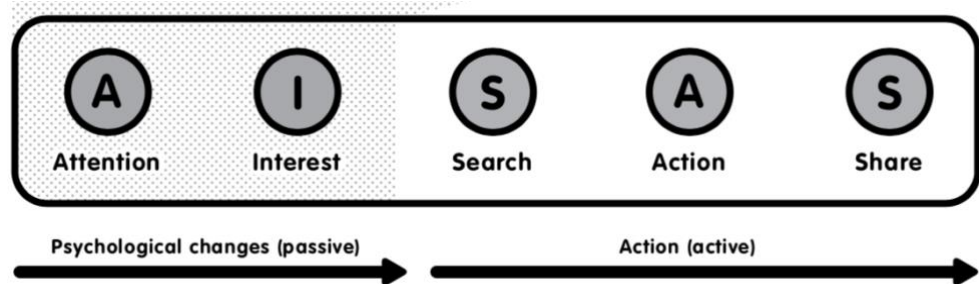 A I S A S
Attention Interest Search Action Share
Psychological changes (passive) Action (active)